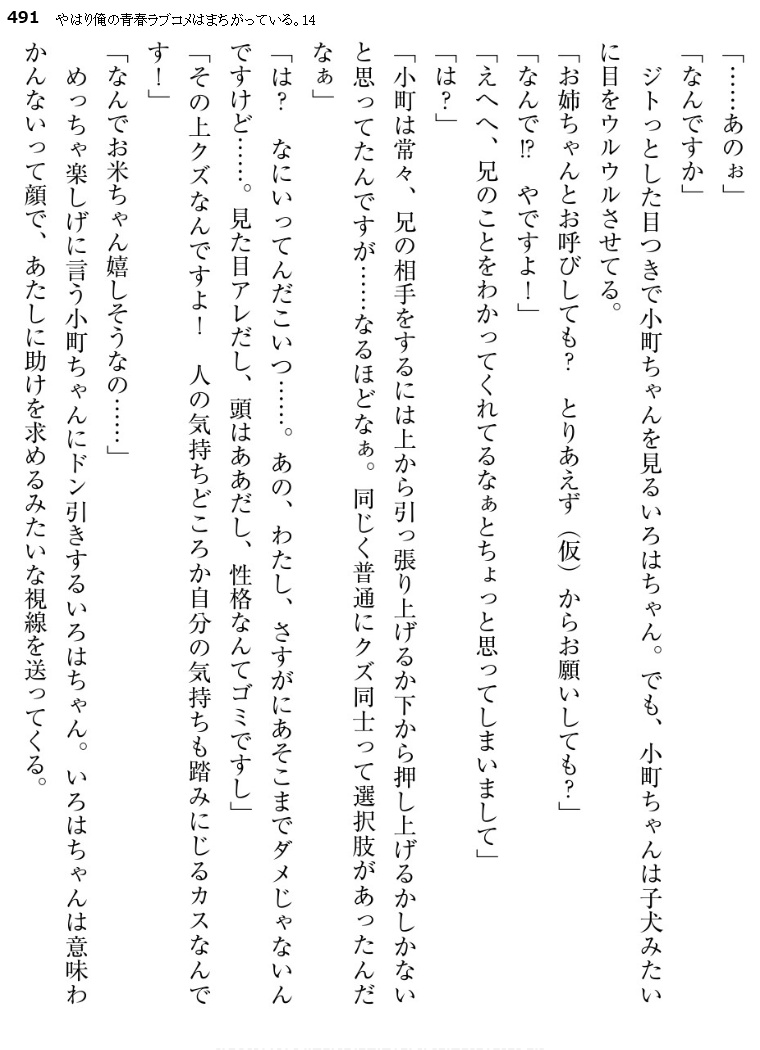 491 やはり俺の青春ラブコメはまちがっている。14
「……あのぉ」
「なんですか」
　ジトっとした目つきで小町ちゃんを見るいろはちゃん。でも、小町ちゃんは子犬みたい
に目をウルウルさせてる。
「お姉ちゃんとお呼びしても？　とりあえず（仮）からお願いしても？」
「なんで!?　やですよ！」
「えへへ、兄のことをわかってくれてるなぁとちょっと思ってしまいまして」
「は？」
「小町は常々、兄の相手をするには上から引っ張り上げるか下から押し上げるかしかない
と思ってたんですが……なるほどなぁ。同じく普通にクズ同士って選択肢があったんだ
なぁ」
「は？　なにいってんだこいつ……。あの、わたし、さすがにあそこまでダメじゃないん
ですけど……。見た目アレだし、頭はああだし、性格なんてゴミですし」
「その上クズなんですよ！　人の気持ちどころか自分の気持ちも踏みにじるカスなんで
す！」
「なんでお米ちゃん嬉しそうなの……」
　めっちゃ楽しげに言う小町ちゃんにドン引きするいろはちゃん。いろはちゃんは意味わ
かんないって顔で、あたしに助けを求めるみたいな視線を送ってくる。